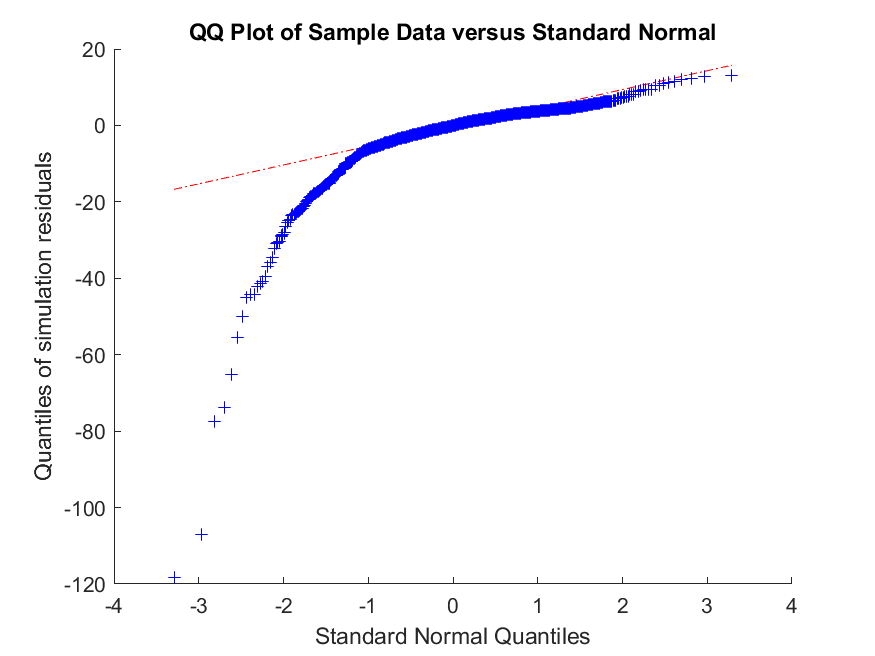 QQ Plot of Sample Data versus Standard Normal
20
0
-20
-40
-60
-80
-100
-120
Quantiles of simulation residuals
-4 -3 -2 -1 0 1 2 3 4
Standard Normal Quantiles